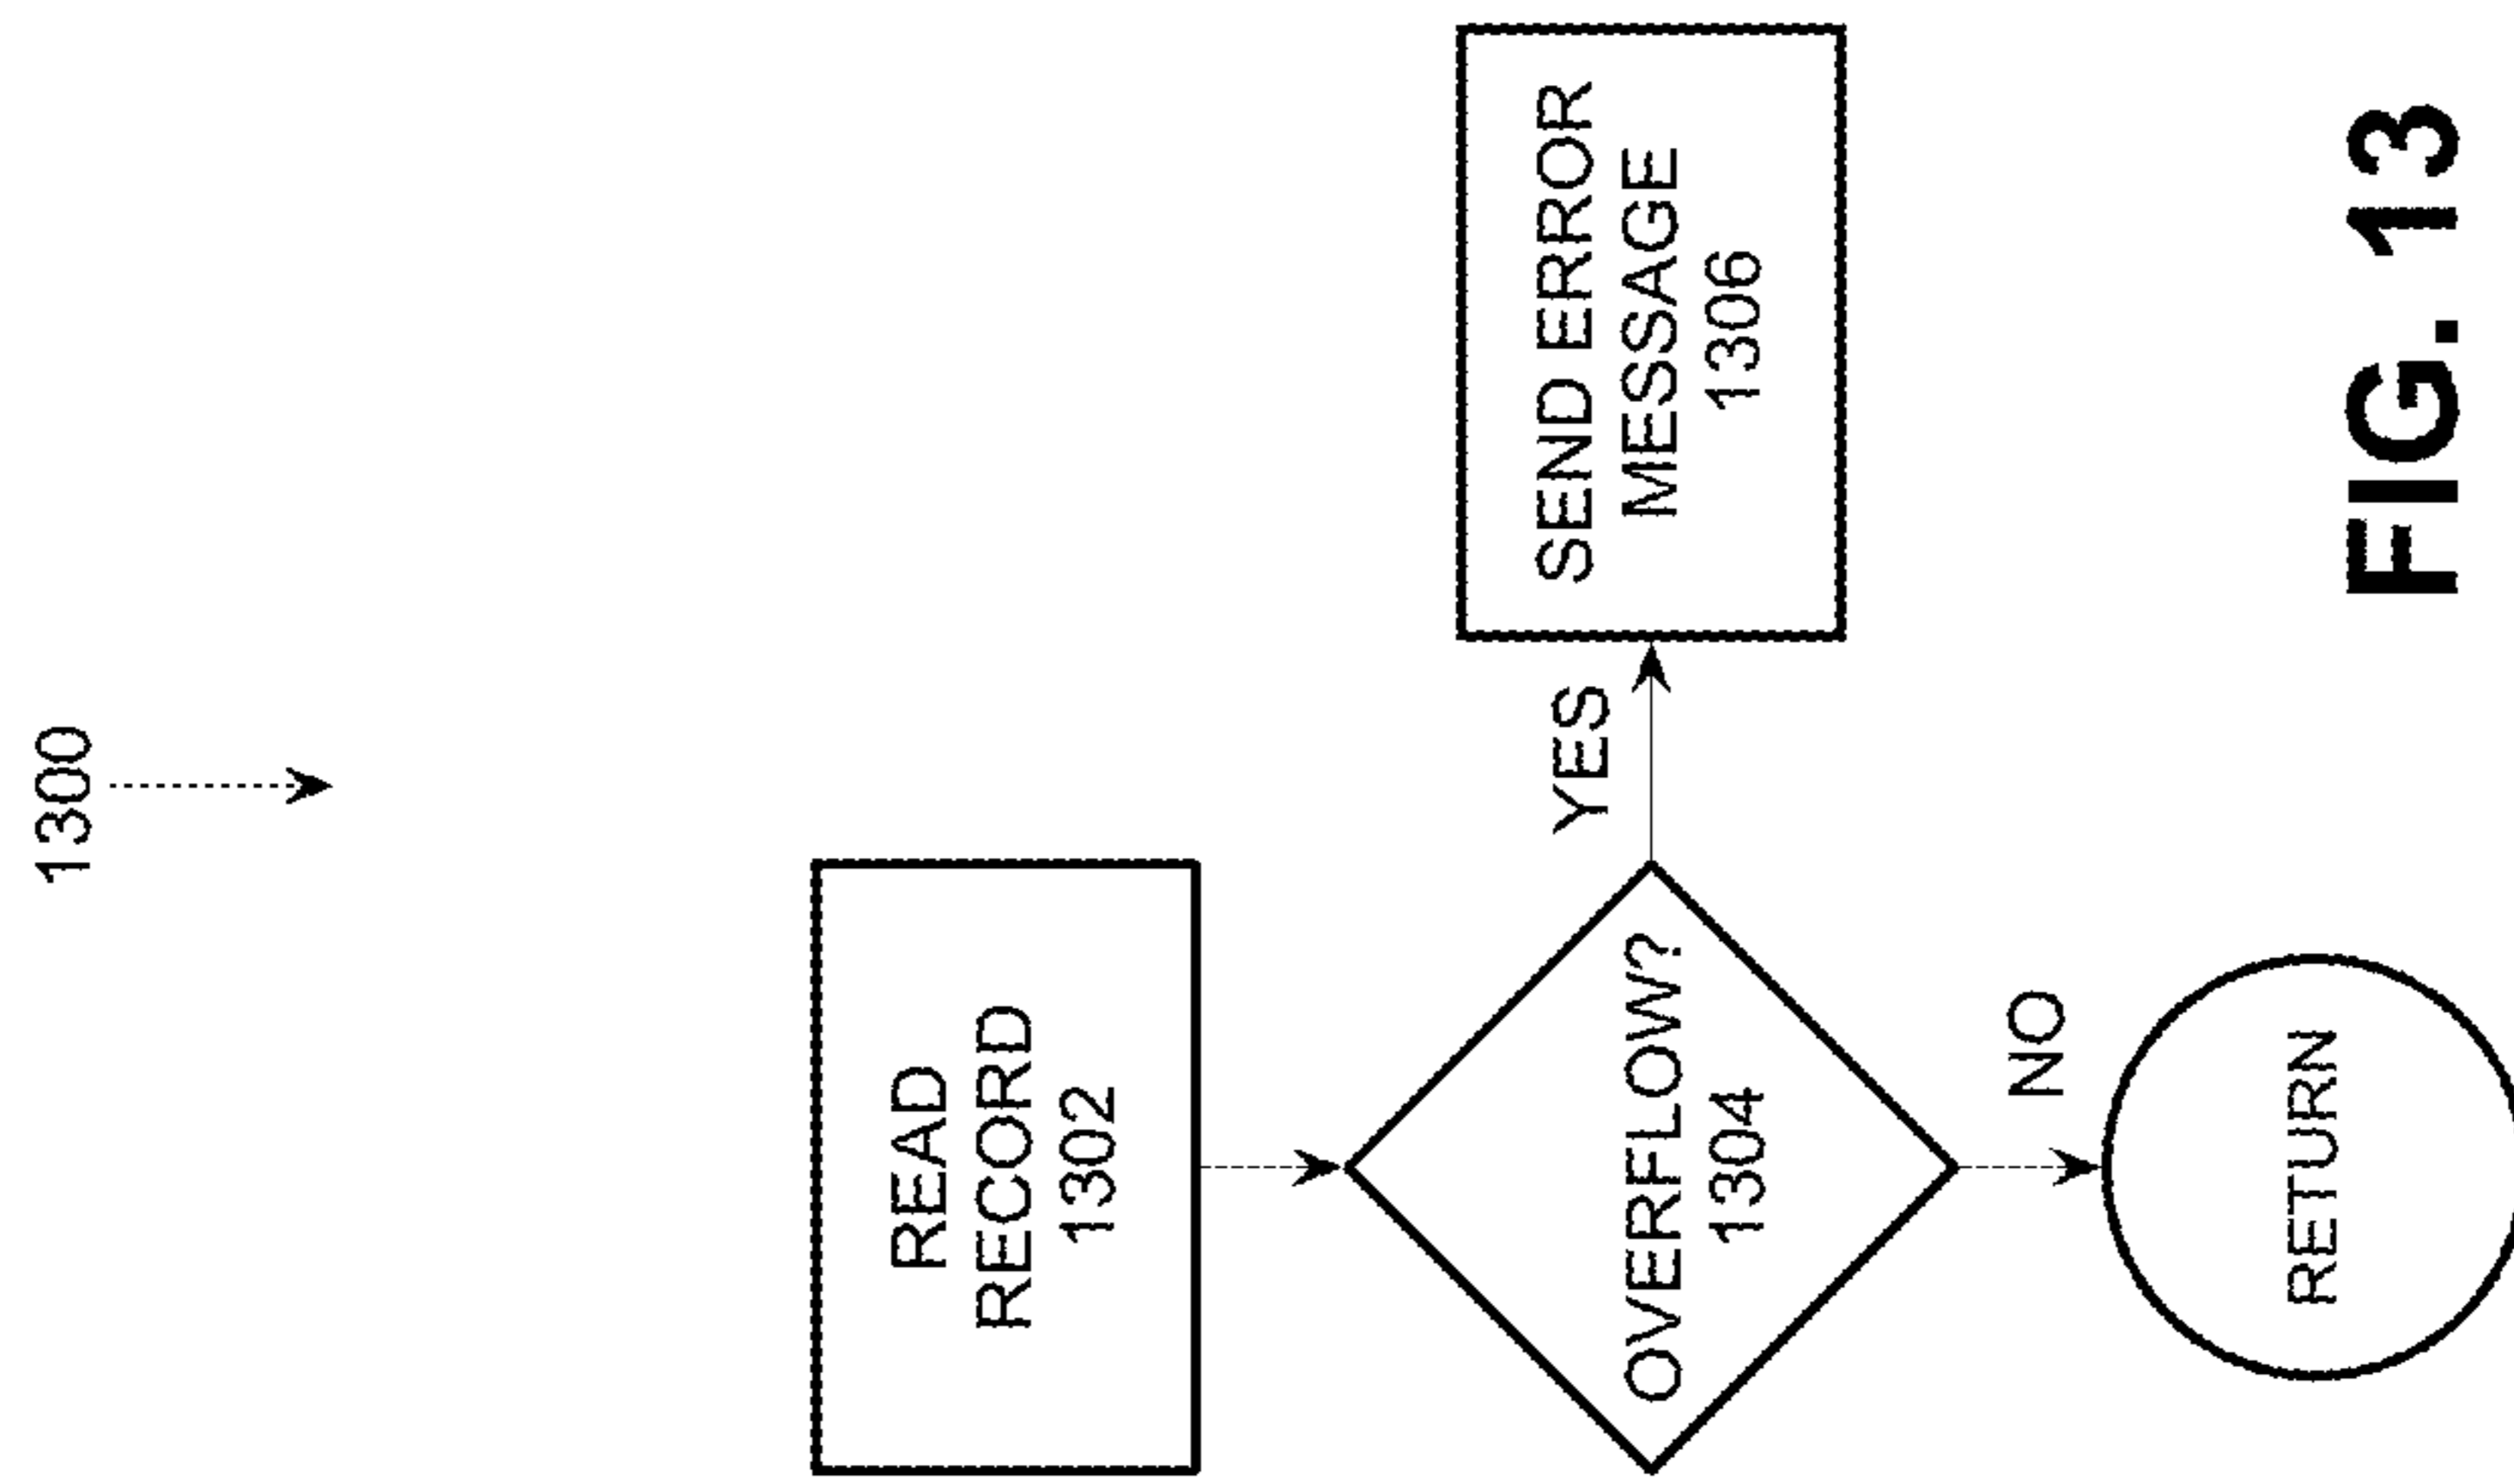 1300
READ
RECORD
1302
OVERFLOW?
1304
YES
SEND ERROR
MESSAGE
1306
NO
RETURN
FIG. 13